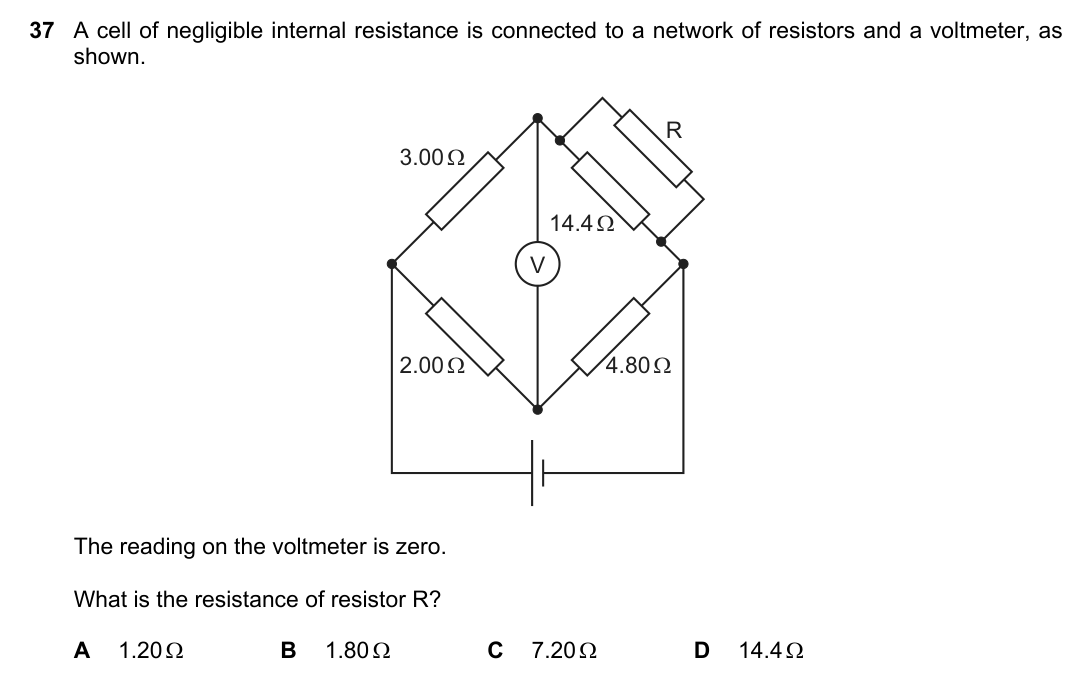 37 A cell of negligible internal resistance is connected to a network of resistors and a voltmeter, as
shown.
R
3.00 Ω
14.4 Ω
V
2.00 Ω
4.80 Ω
The reading on the voltmeter is zero.
What is the resistance of resistor R?
A 1.20 Ω B 1.80 Ω C 7.20 Ω D 14.4 Ω